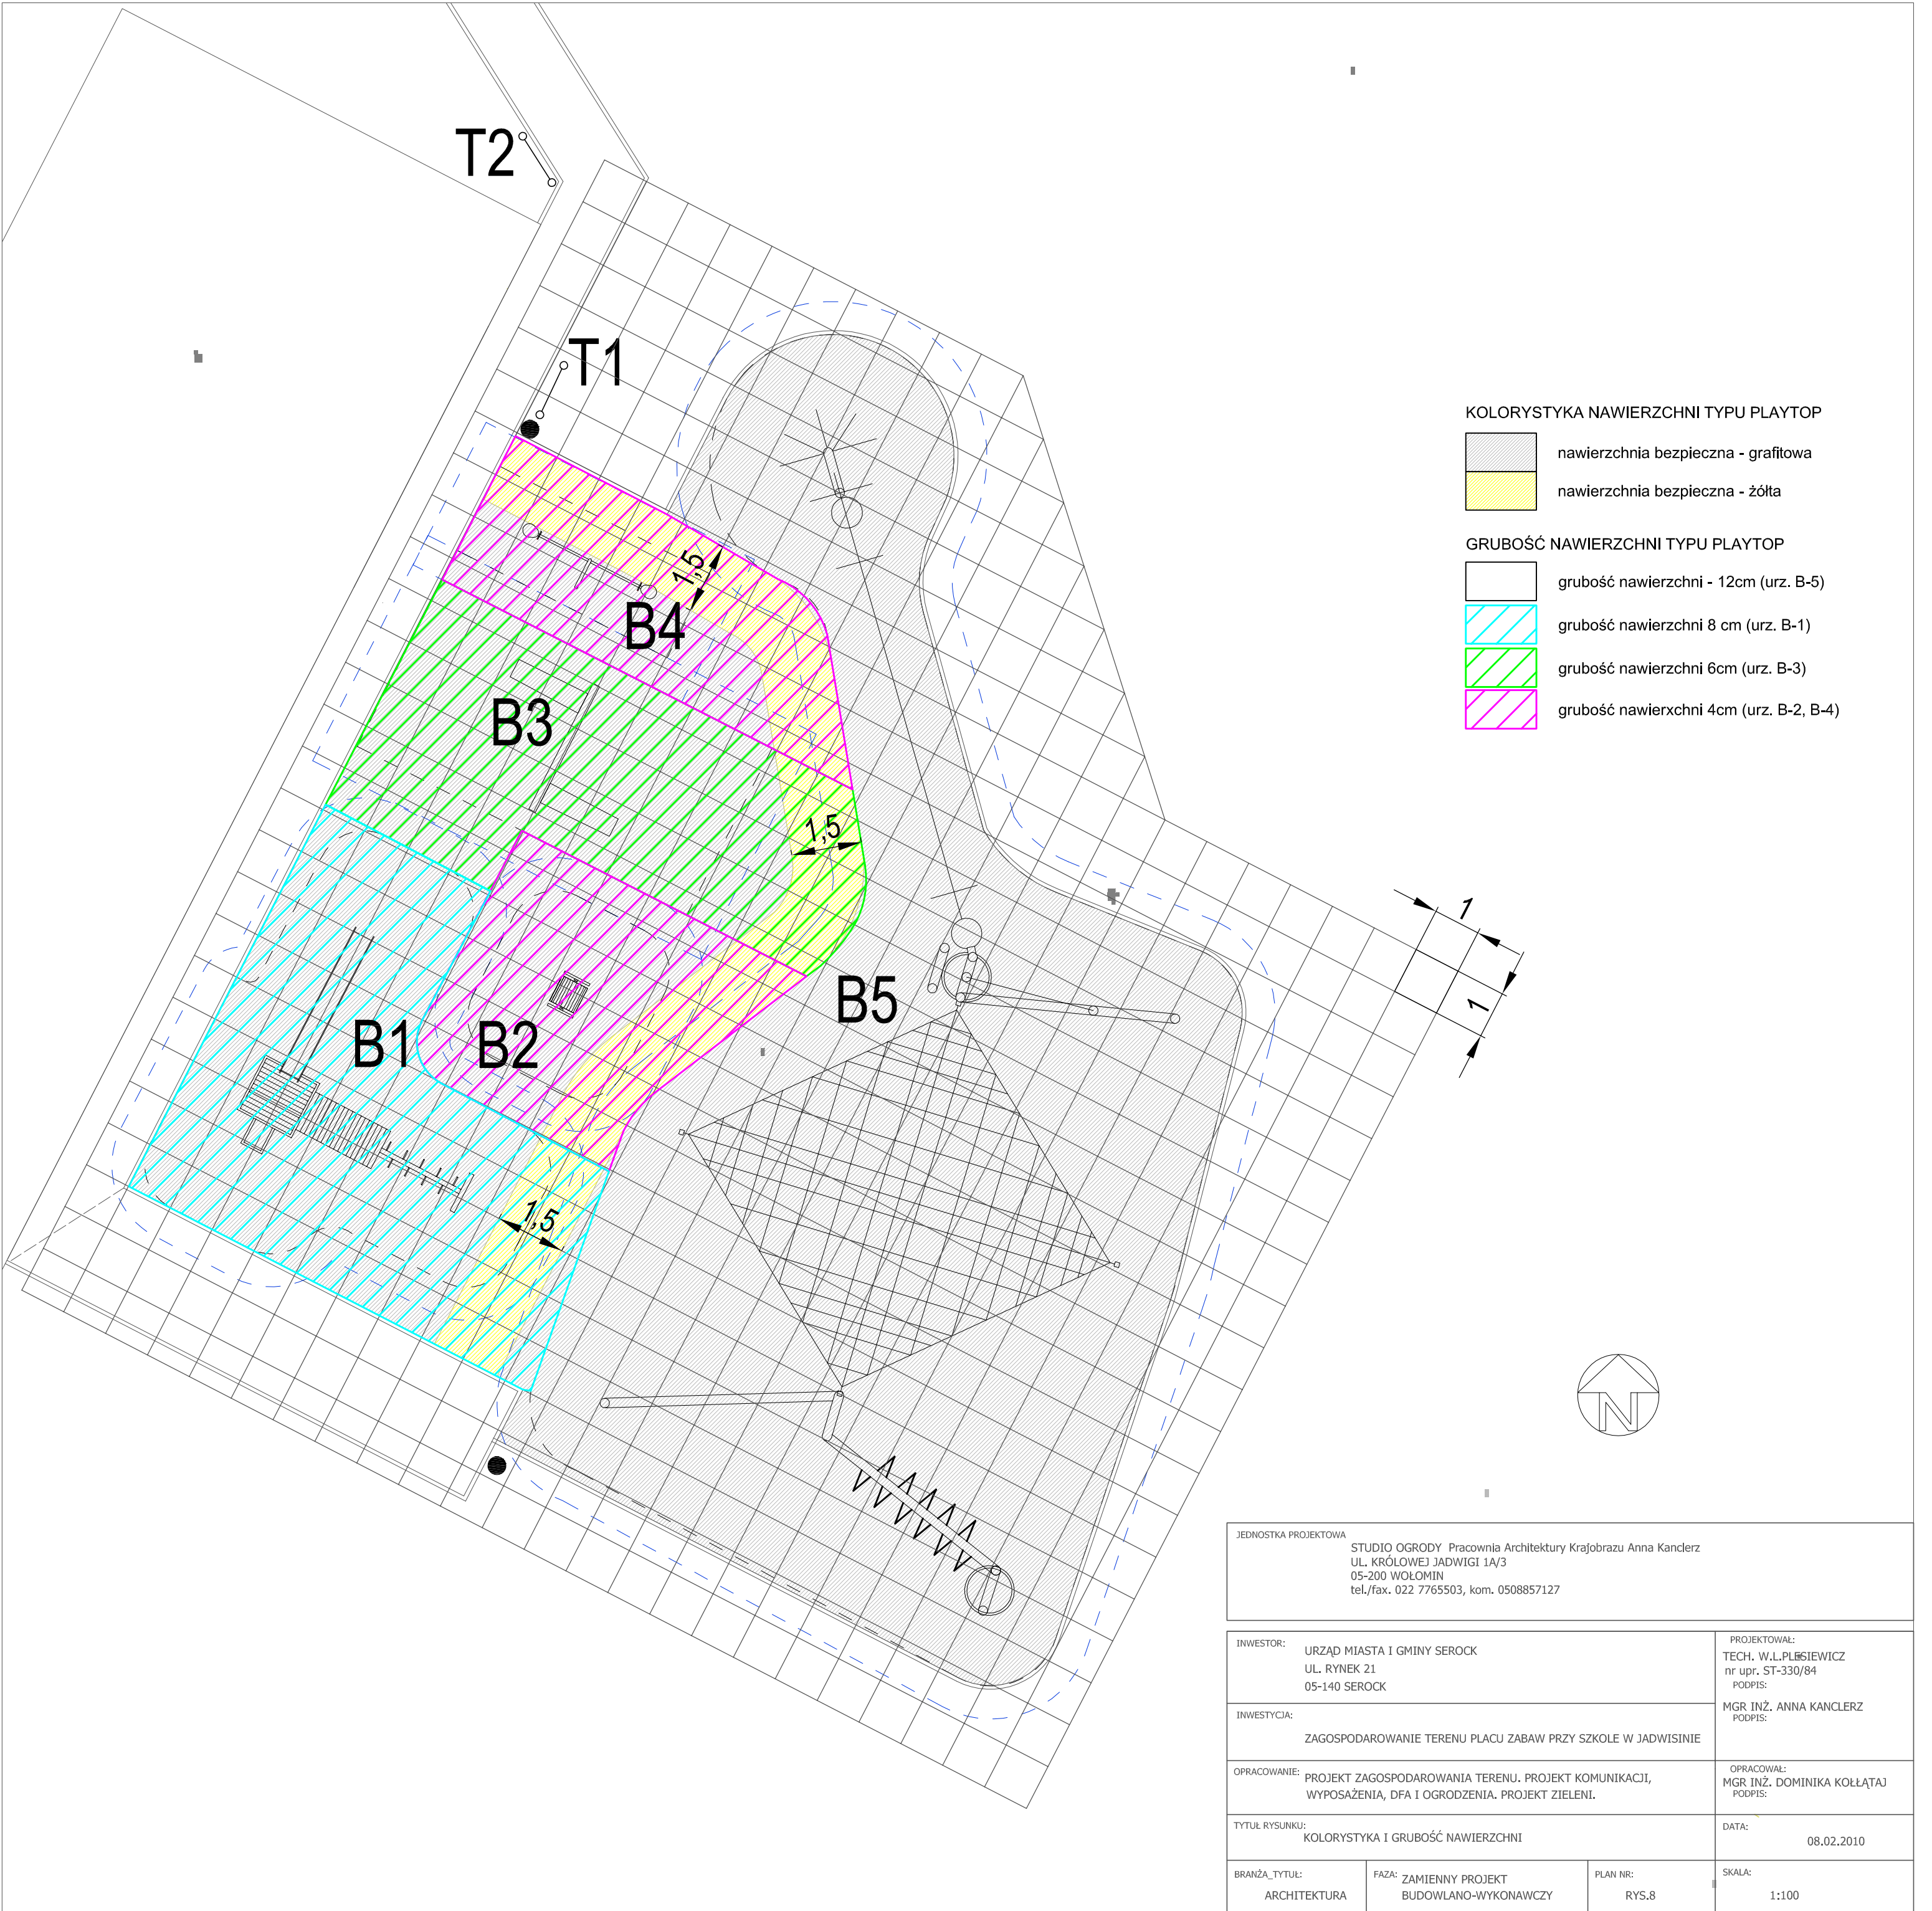 T2
T1
KOLORYSTYKA NAWIERZCHNI TYPU PLAYTOP
nawierzchnia bezpieczna - grafitowa
nawierzchnia bezpieczna - żółta
GRUBOŚĆ NAWIERZCHNI TYPU PLAYTOP
grubość nawierzchni - 12cm (urz. B-5)
grubość nawierzchni 8 cm (urz. B-1)
grubość nawierzchni 6cm (urz. B-3)
grubość nawierxchni 4cm (urz. B-2, B-4)
1,5
B4
B3
1,5
1
1
B5
B1
B2
1,5
N
JEDNOSTKA PROJEKTOWA
STUDIO OGRODY Pracownia Architektury Krajobrazu Anna Kanclerz
UL. KRÓLOWEJ JADWIGI 1A/3
05-200 WOŁOMIN
tel./fax. 022 7765503, kom. 0508857127
INWESTOR:
URZĄD MIASTA I GMINY SEROCK
UL. RYNEK 21
05-140 SEROCK
PROJEKTOWAŁ:
TECH. W.L.PLESIEWICZ
nr upr. ST-330/84
PODPIS:
MGR INŻ. ANNA KANCLERZ
PODPIS:
INWESTYCJA:
ZAGOSPODAROWANIE TERENU PLACU ZABAW PRZY SZKOLE W JADWISINIE
OPRACOWANIE:
PROJEKT ZAGOSPODAROWANIA TERENU. PROJEKT KOMUNIKACJI,
WYPOSAŻENIA, DFA I OGRODZENIA. PROJEKT ZIELENI.
OPRACOWAŁ:
MGR INŻ. DOMINIKA KOŁŁĄTAJ
PODPIS:
TYTUŁ RYSUNKU:
KOLORYSTYKA I GRUBOŚĆ NAWIERZCHNI
DATA:
08.02.2010
BRANŻA_TYTUŁ:
ARCHITEKTURA
FAZA: ZAMIENNY PROJEKT
BUDOWLANO-WYKONAWCZY
PLAN NR:
RYS.8
SKALA:
1:100